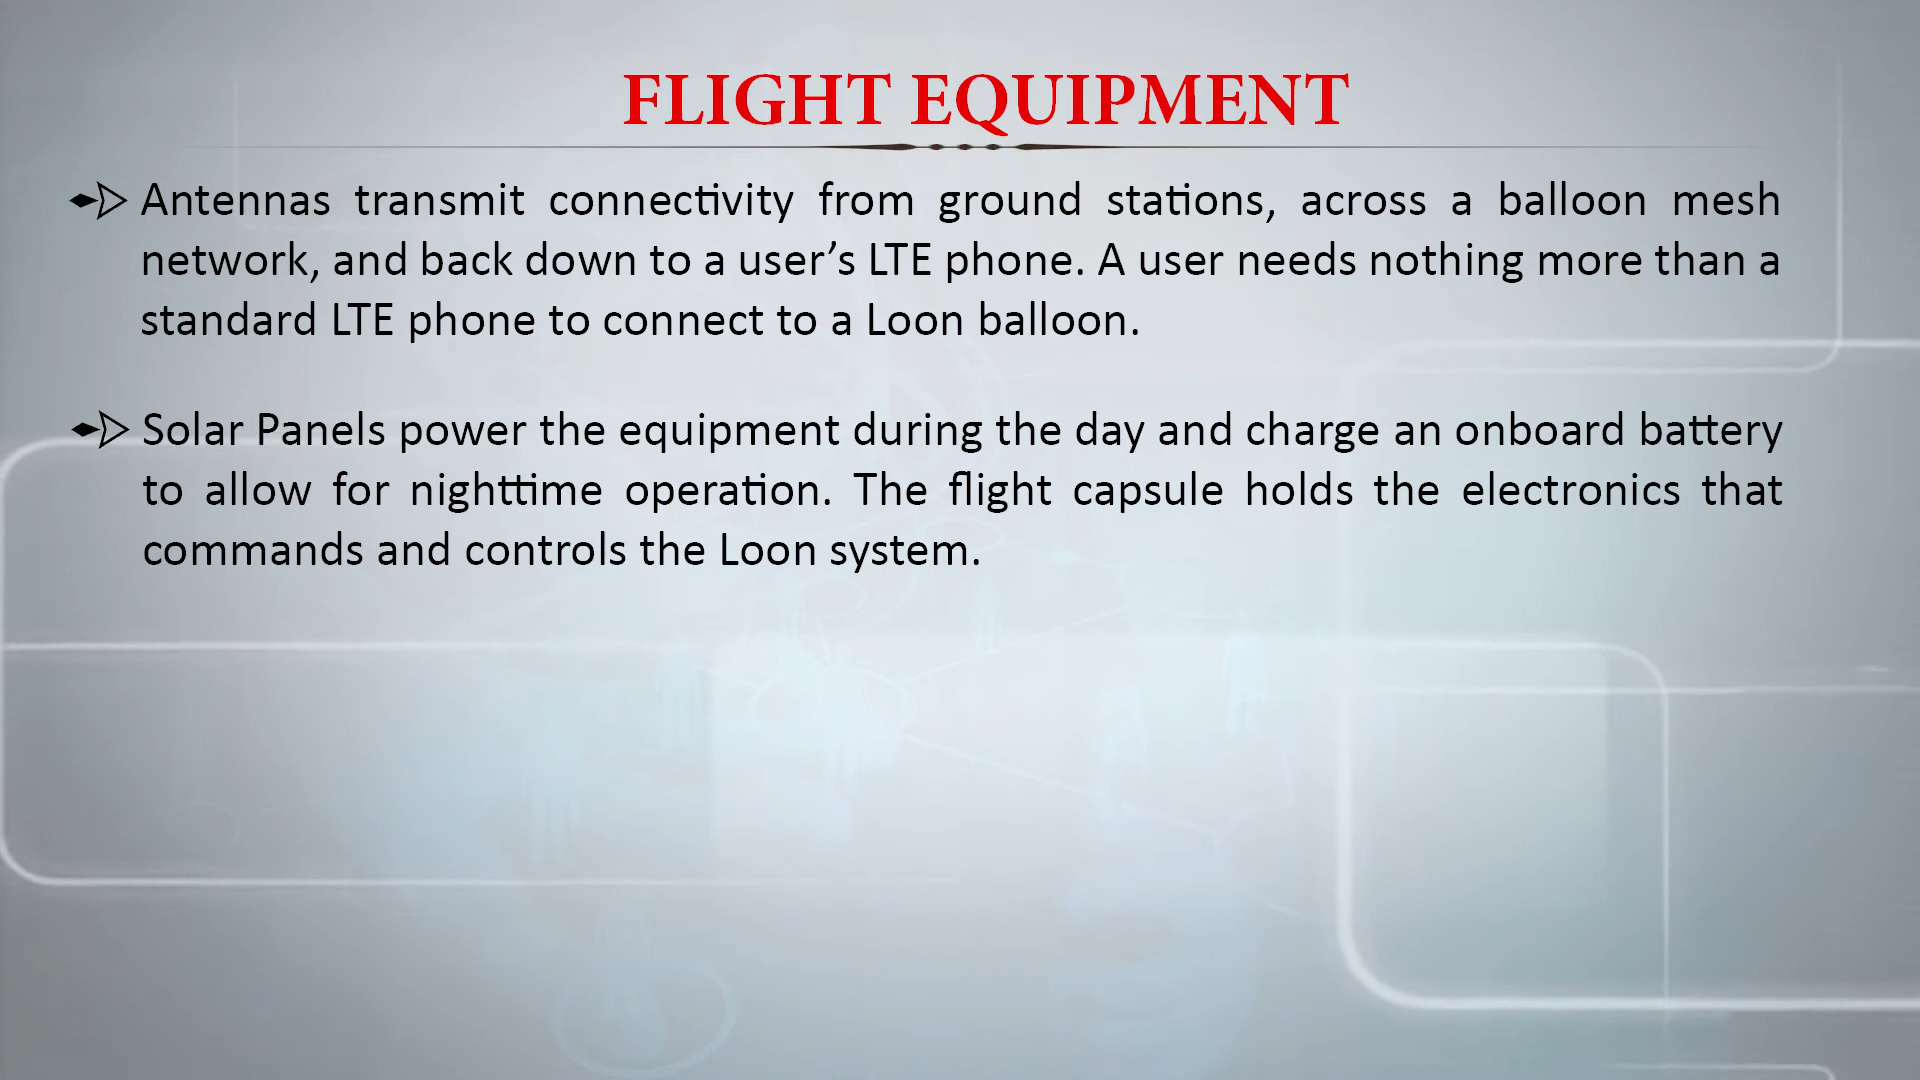 FLIGHT EQUIPMENT
Antennas transmit connectivity from ground stations, across a balloon mesh
network, and back down to a user’s LTE phone. A user needs nothing more than a
standard LTE phone to connect to a Loon balloon.
Solar Panels power the equipment during the day and charge an onboard battery
to allow for nighttime operation. The flight capsule holds the electronics that
commands and controls the Loon system.